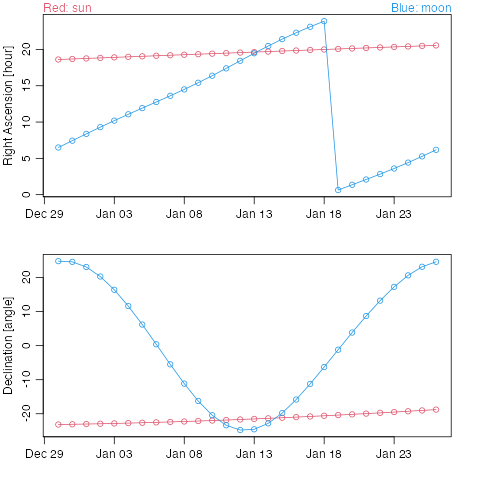 Red: sun Blue: moon
Right Ascension [hour]
20
15
10
5
0
Dec 29 Jan 03 Jan 08 Jan 13 Jan 18 Jan 23
Declination [angle]
20
10
0
-10
-20
Dec 29 Jan 03 Jan 08 Jan 13 Jan 18 Jan 23